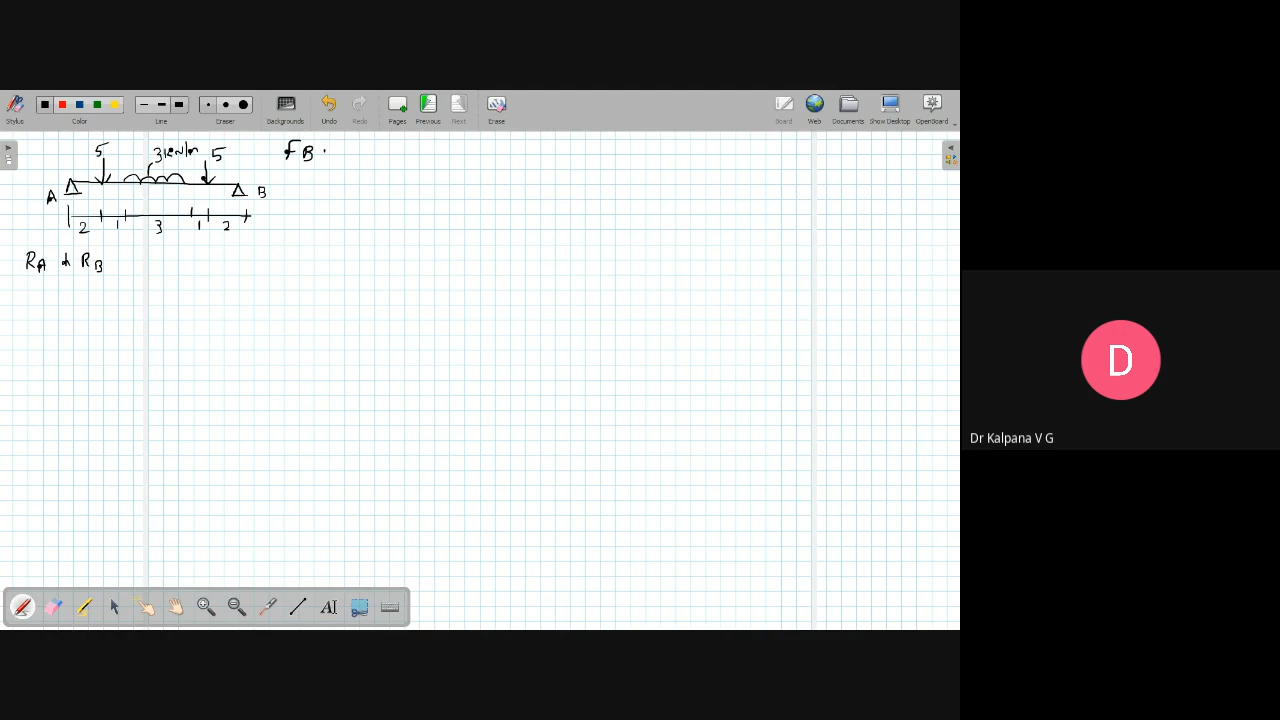 Stylus
Color
Line
Eraser
Backgrounds
Undo
Redo
Pages
Previous
Next
Erase
Board
Web
Documents
Show Desktop
OpenBoard
5
3kN/m
5
A
B
2
1
3
1
2
RA & RB
FB
AI
D
Dr Kalpana V G